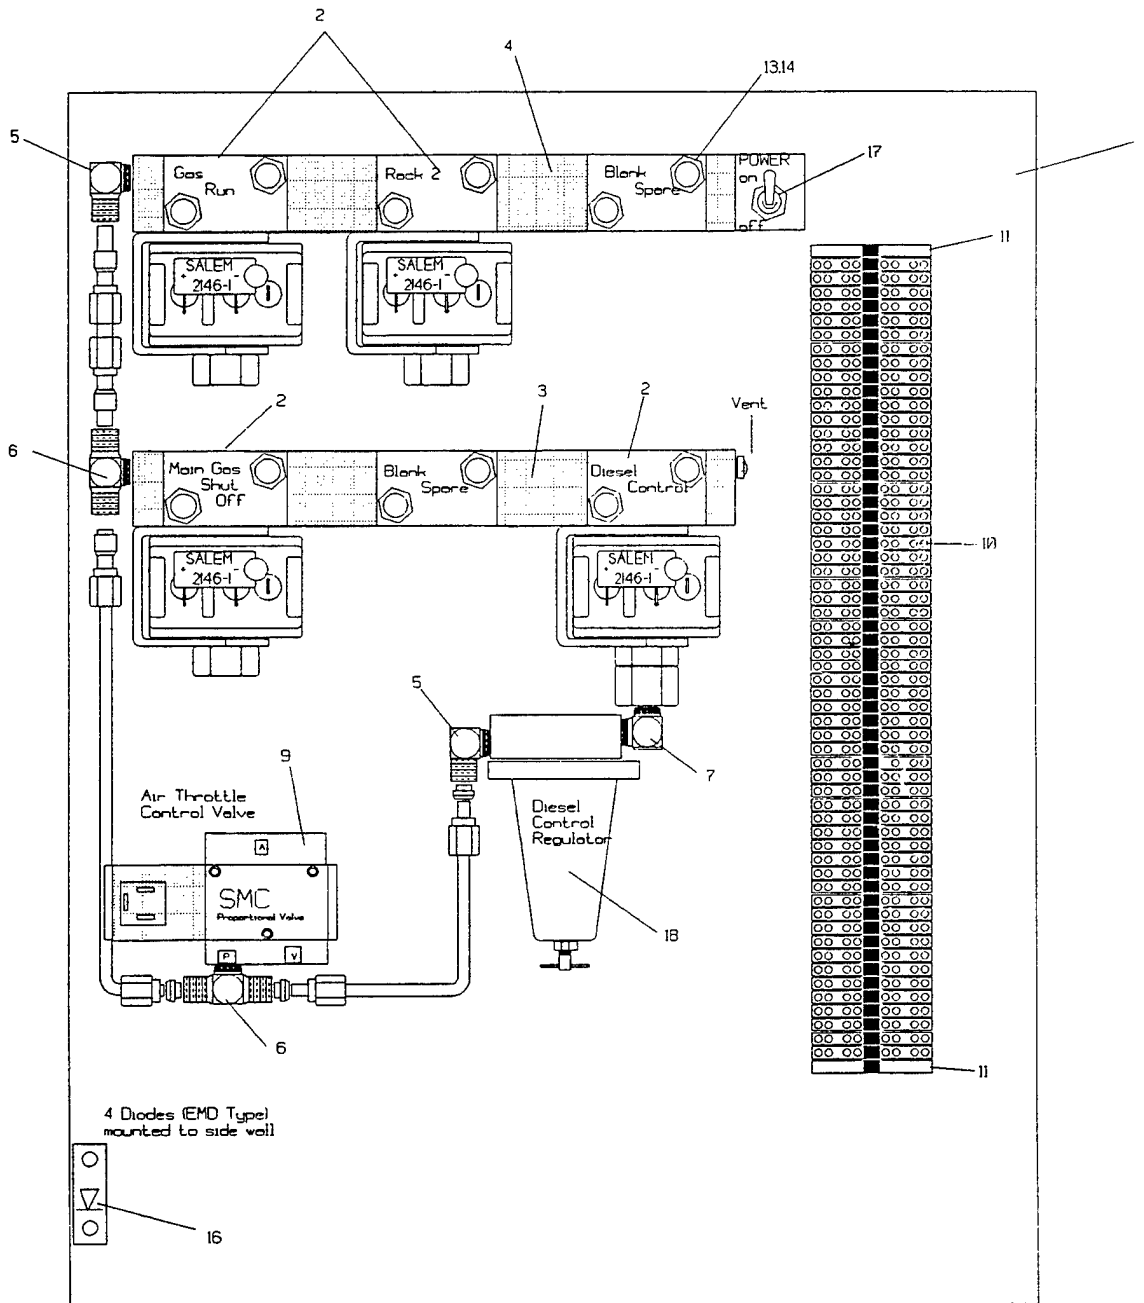 2
4
13.14
5
17
Gas
Run
Rack 2
Blank
Spare
POWER
on
off
11
SALEM
+ -
2146-1
SALEM
+ -
2146-1
2
3
2
Vent
6
Main Gas
Shut
Off
Blank
Spare
Diesel
Control
10
SALEM
+ -
2146-1
SALEM
+ -
2146-1
5
7
9
Air Throttle
Control Valve
A
Diesel
Control
Regulator
SMC
Proportional Valve
18
P
V
6
11
4 Diodes (EMD Type)
mounted to side wall
16